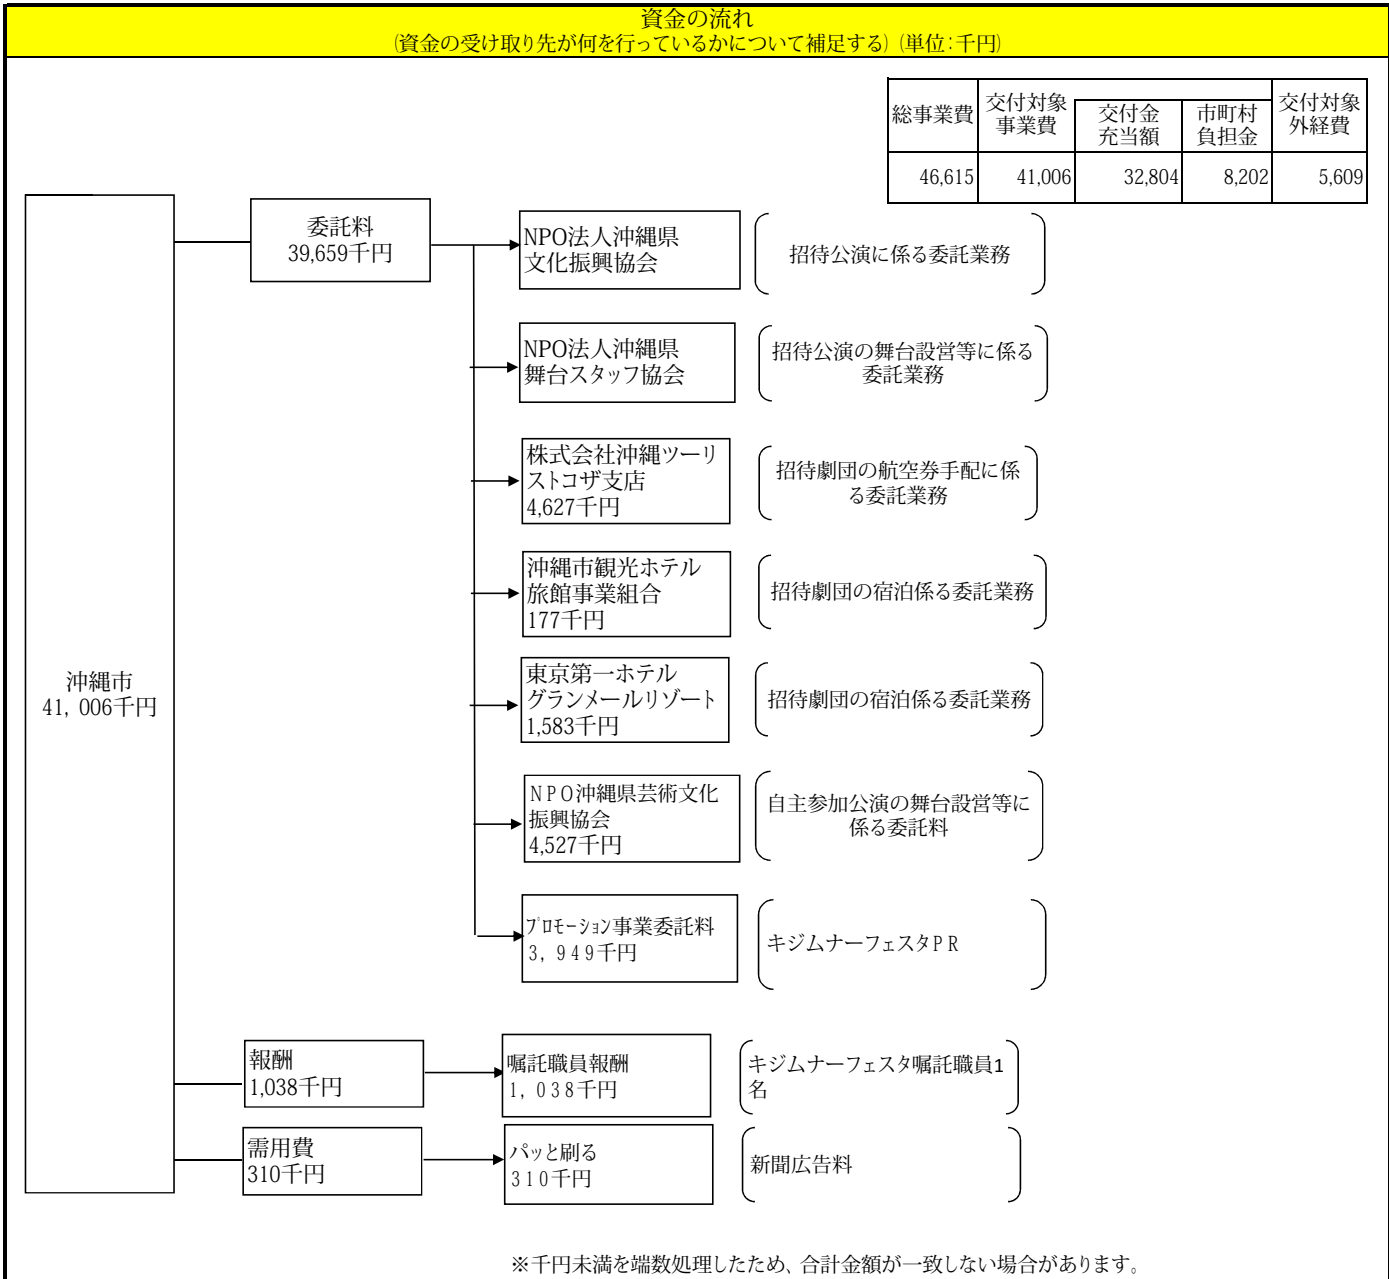 資金の流れ
(資金の受け取り先が何を行っているかについて補足する) (単位:千円)
総事業費
交付対象
事業費
交付金
充当額
市町村
負担金
交付対象
外経費
46,615 41,006 32,804 8,202 5,609
沖縄市
41,006千円
委託料
39,659千円
NPO法人沖縄県
文化振興協会
招待公演に係る委託業務
NPO法人沖縄県
舞台スタッフ協会
招待公演の舞台設営等に係る
委託業務
株式会社沖縄ツーリ
ストコザ支店
4,627千円
招待劇団の航空券手配に係
る委託業務
沖縄市観光ホテル
旅館事業組合
177千円
招待劇団の宿泊係る委託業務
東京第一ホテル
グランメールリゾート
1,583千円
招待劇団の宿泊係る委託業務
NPO沖縄県芸術文化
振興協会
4,527千円
自主参加公演の舞台設営等に
係る委託料
プロモーション事業委託料
3,949千円
キジムナーフェスタPR
報酬
1,038千円
嘱託職員報酬
1,038千円
キジムナーフェスタ嘱託職員1
名
需用費
310千円
パッと刷る
310千円
新聞広告料
※千円未満を端数処理したため、合計金額が一致しない場合があります。